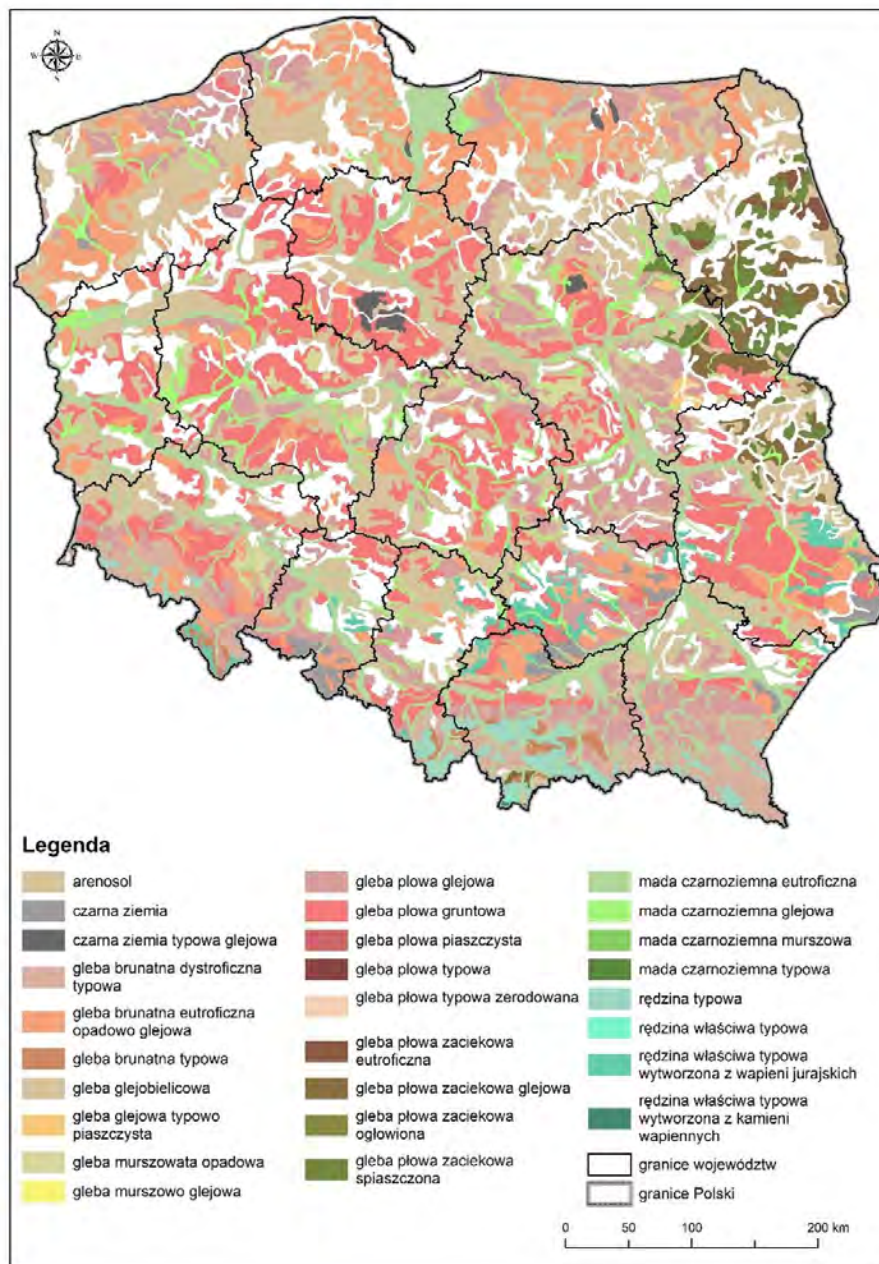 N
W
E
S
Legenda
arenosol
czarna ziemia
czarna ziemia typowa glejowa
gleba brunatna dystroficzna
typowa
gleba brunatna eutroficzna
opadowo glejowa
gleba brunatna typowa
gleba glejobielicowa
gleba glejowa typowo
piaszczysta
gleba murszowata opadowa
gleba murszowo glejowa
gleba płowa glejowa
gleba płowa gruntowa
gleba płowa piaszczysta
gleba płowa typowa
gleba płowa typowa zerodowana
gleba płowa zaciekowa
eutroficzna
gleba płowa zaciekowa glejowa
gleba płowa zaciekowa
ogłowiona
gleba płowa zaciekowa
spiaszczona
mada czarnoziemna eutroficzna
mada czarnoziemna glejowa
mada czarnoziemna murszowa
mada czarnoziemna typowa
rędzina typowa
rędzina właściwa typowa
rędzina właściwa typowa
wytworzona z wapieni jurajskich
rędzina właściwa typowa
wytworzona z kamieni
wapiennych
granice województw
granice Polski
0 50 100 200 km